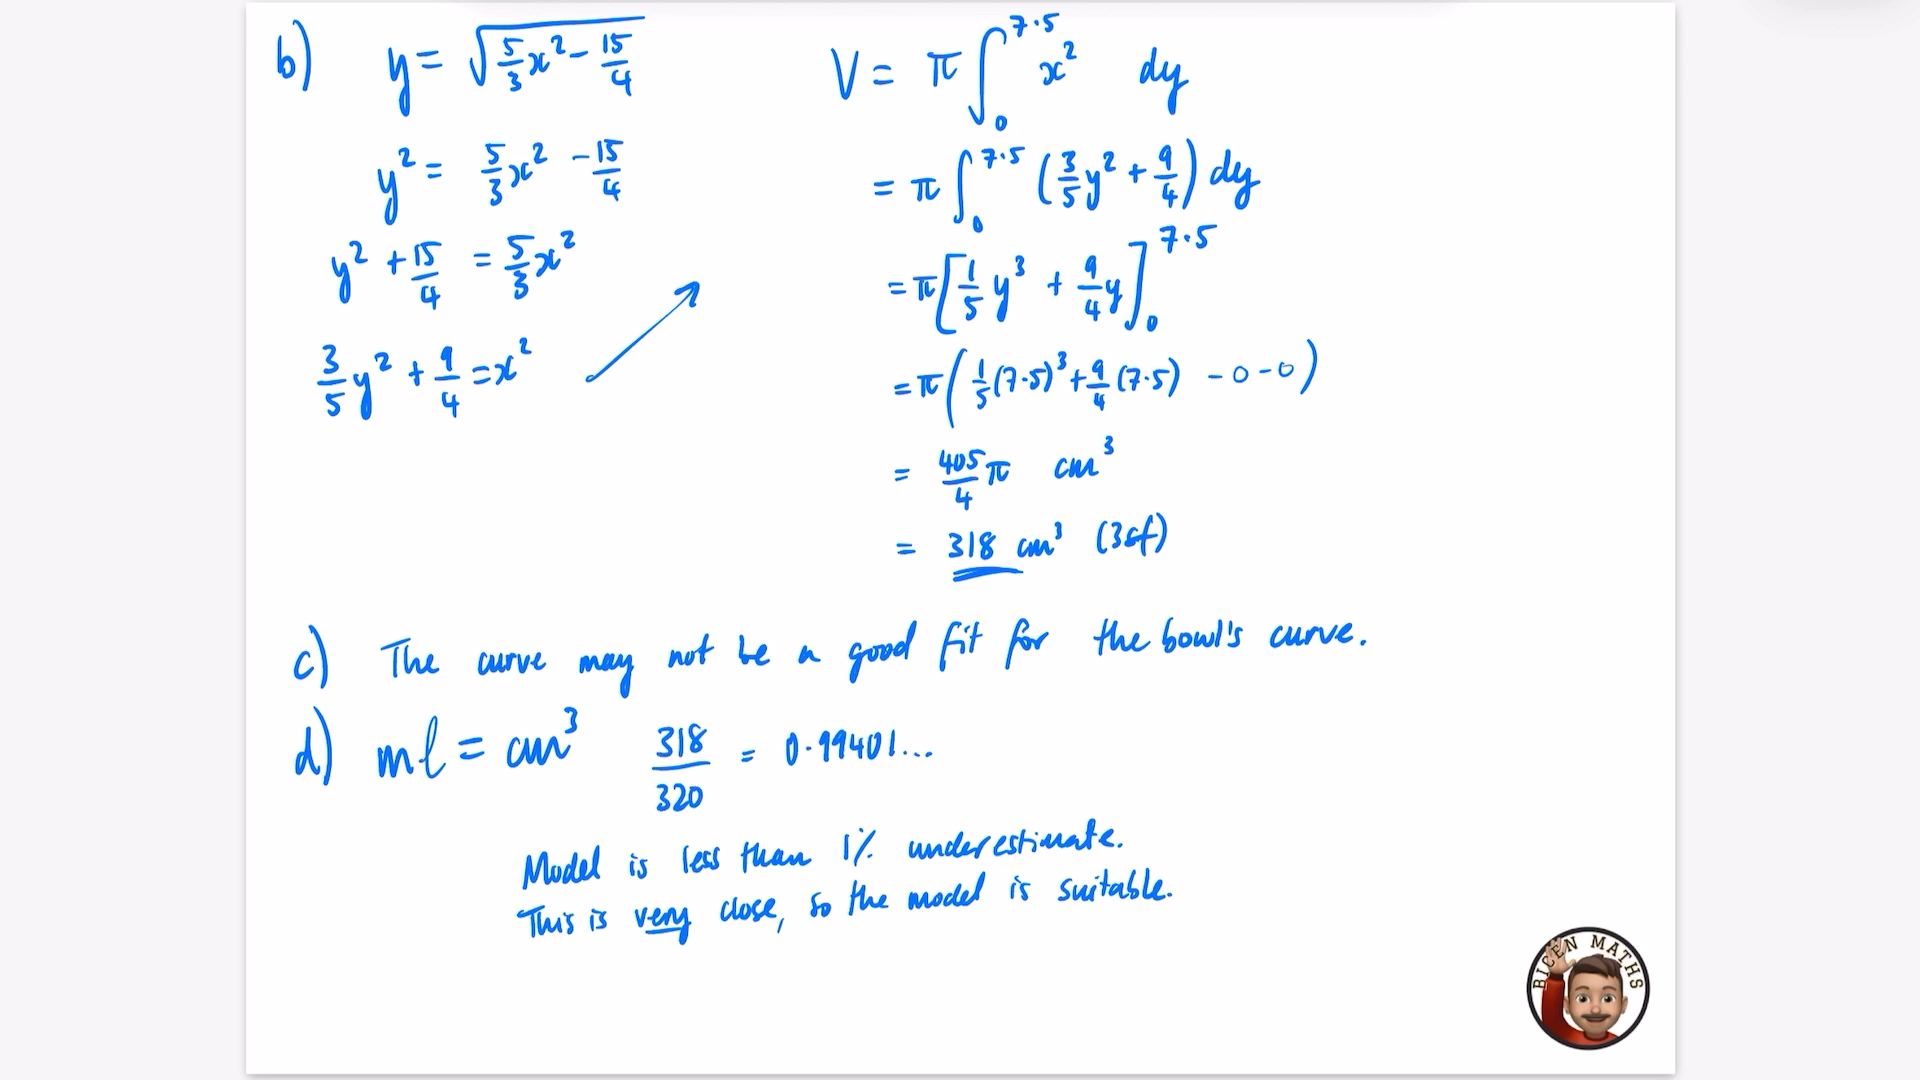 b) y = √(5/3 x² − 15/4)
y² = 5/3 x² − 15/4
y² + 15/4 = 5/3 x²
3/5 y² + 9/4 = x²
V = π ∫₀^7.5 x² dy
= π ∫₀^7.5 (3/5 y² + 9/4) dy
= π [1/5 y³ + 9/4 y]₀^7.5
= π (1/5 (7.5)³ + 9/4 (7.5) − 0 − 0)
= 405/4 π cm³
= 318 cm³ (3sf)
c) The curve may not be a good fit for the bowl's curve.
d) ml = cm³ 318/320 = 0.99401...
Model is less than 1% underestimate.
This is very close, so the model is suitable.
BICEN MATHS